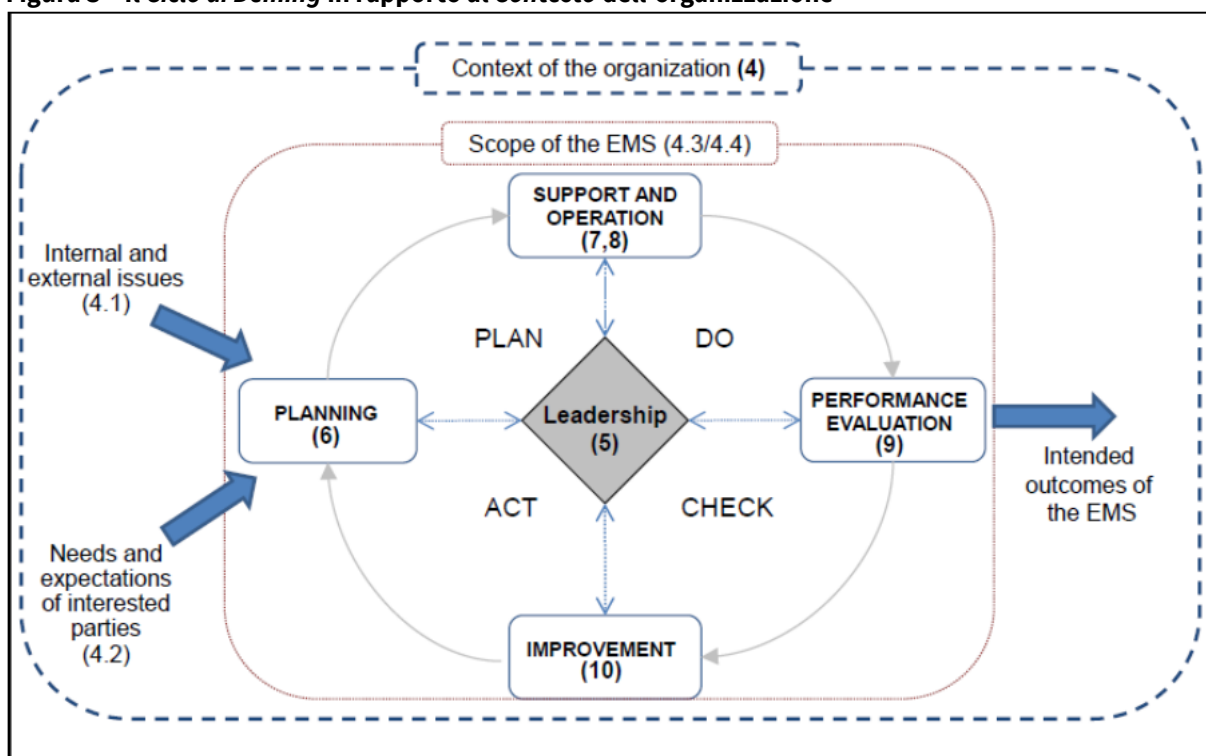 Figura 3 - Il Ciclo di Deming in rapporto al contesto dell'organizzazione
Context of the organization (4)
Scope of the EMS (4.3/4.4)
SUPPORT AND
OPERATION
(7,8)
Internal and
external issues
(4.1)
PLAN
DO
PLANNING
(6)
Leadership
(5)
PERFORMANCE
EVALUATION
(9)
Intended
outcomes of
the EMS
ACT
CHECK
Needs and
expectations
of interested
parties
(4.2)
IMPROVEMENT
(10)